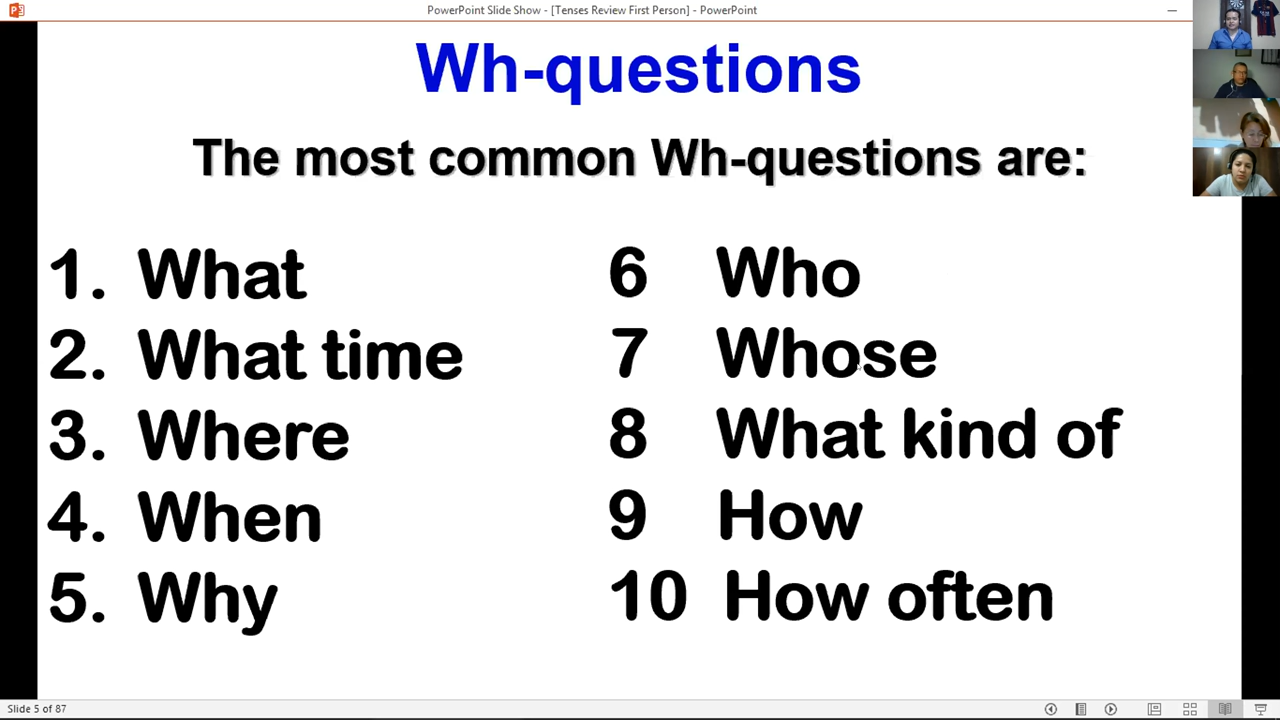 PowerPoint Slide Show - [Tenses Review First Person] - PowerPoint
Wh-questions
The most common Wh-questions are:
1. What
2. What time
3. Where
4. When
5. Why
6 Who
7 Whose
8 What kind of
9 How
10 How often
Slide 5 of 87